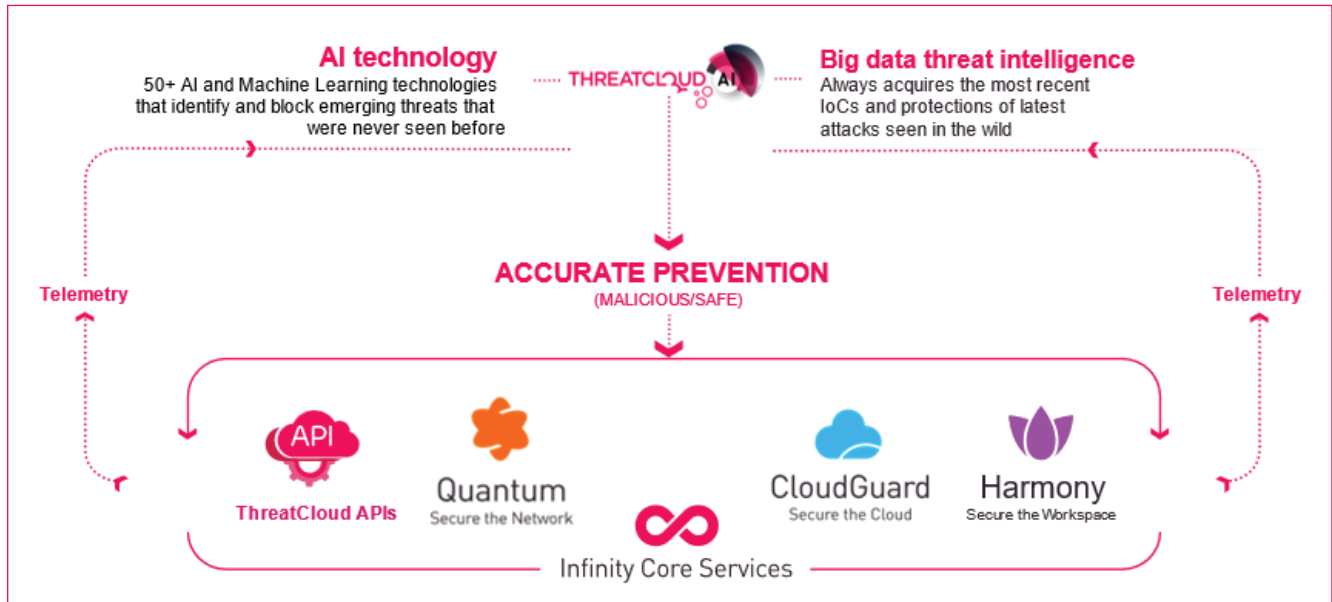 AI technology
50+ AI and Machine Learning technologies
that identify and block emerging threats that
were never seen before
THREATCLOUD AI
Big data threat intelligence
Always acquires the most recent
IoCs and protections of latest
attacks seen in the wild
Telemetry
ACCURATE PREVENTION
(MALICIOUS/SAFE)
Telemetry
API
ThreatCloud APIs
Quantum
Secure the Network
CloudGuard
Secure the Cloud
Harmony
Secure the Workspace
Infinity Core Services